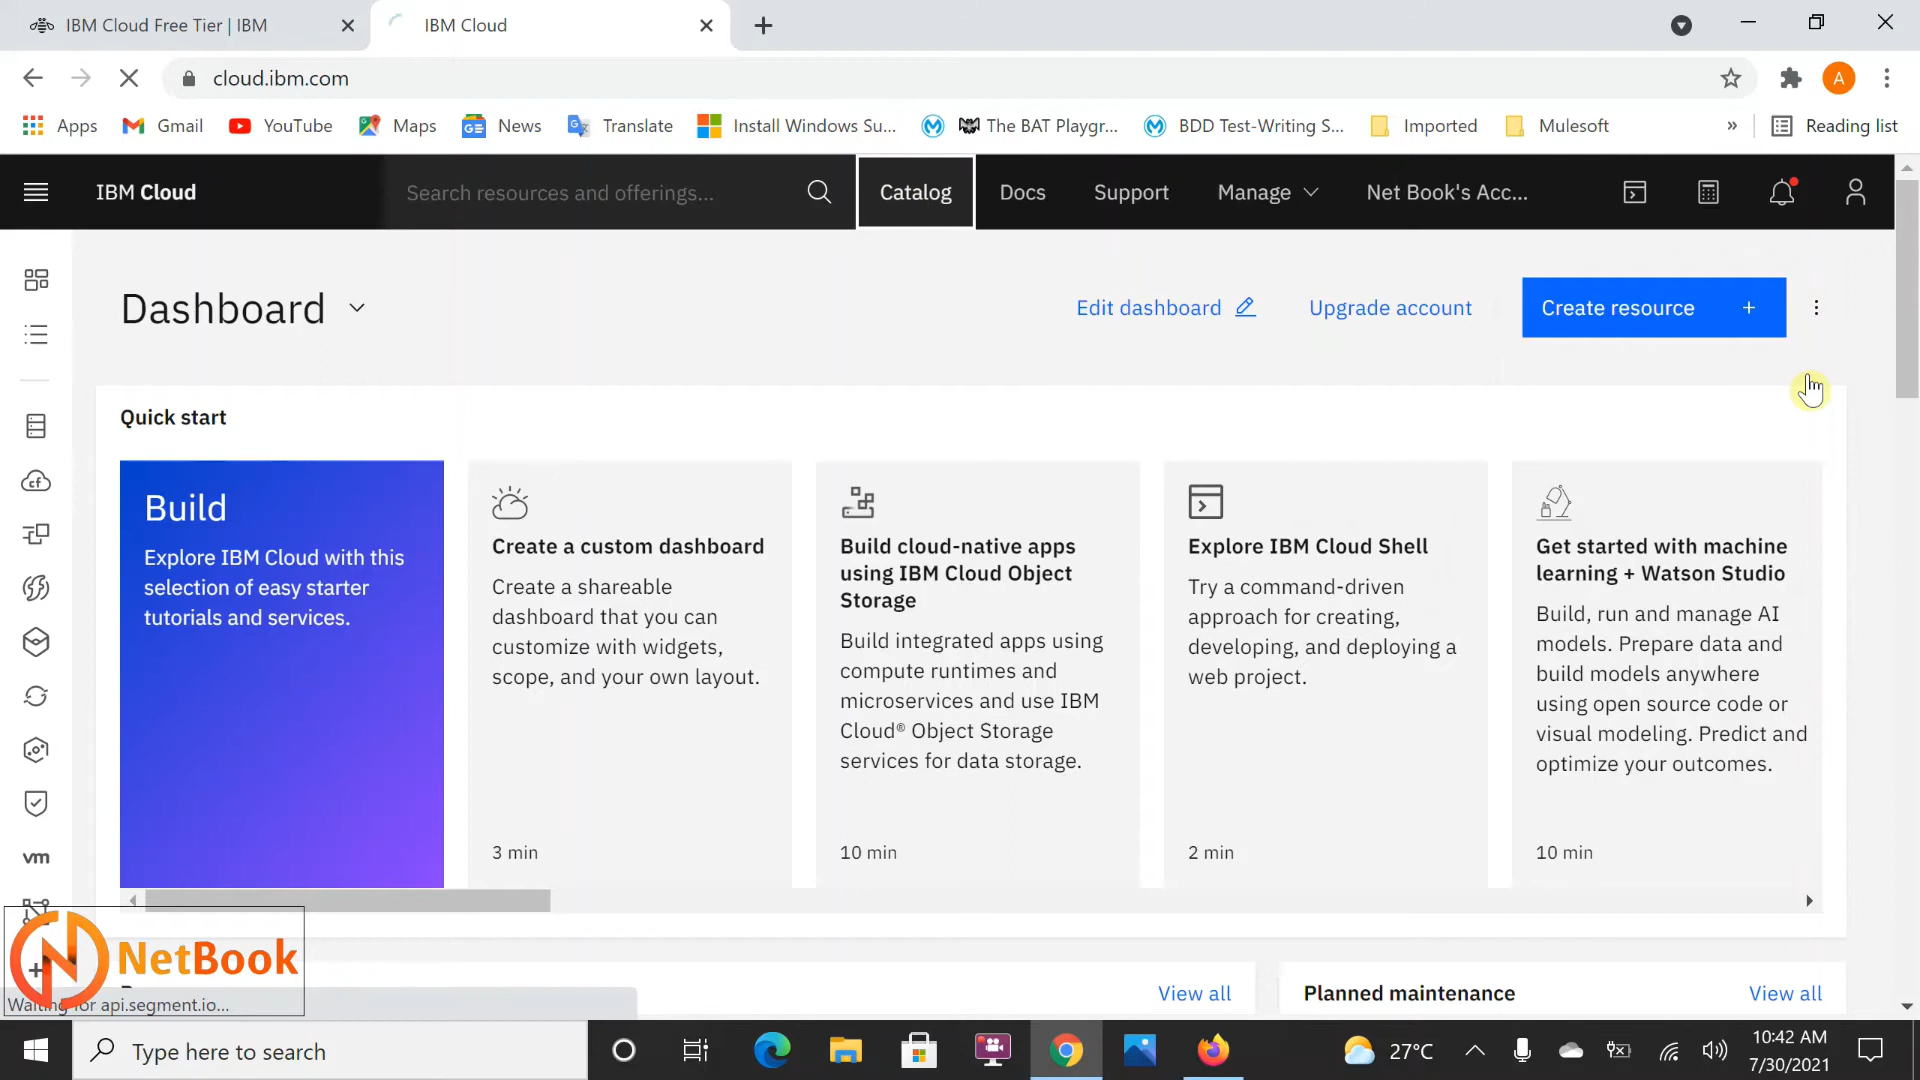 IBM Cloud Free Tier | IBM
IBM Cloud
cloud.ibm.com
A
Apps
Gmail
YouTube
Maps
News
Translate
Install Windows Su...
The BAT Playgr...
BDD Test-Writing S...
Imported
Mulesoft
»
Reading list
IBM Cloud
Search resources and offerings...
Catalog
Docs
Support
Manage
Net Book's Acc...
Dashboard
Edit dashboard
Upgrade account
Create resource +
Quick start
Build
Explore IBM Cloud with this
selection of easy starter
tutorials and services.
Create a custom dashboard
Create a shareable
dashboard that you can
customize with widgets,
scope, and your own layout.
3 min
Build cloud-native apps
using IBM Cloud Object
Storage
Build integrated apps using
compute runtimes and
microservices and use IBM
Cloud® Object Storage
services for data storage.
10 min
Explore IBM Cloud Shell
Try a command-driven
approach for creating,
developing, and deploying a
web project.
2 min
Get started with machine
learning + Watson Studio
Build, run and manage AI
models. Prepare data and
build models anywhere
using open source code or
visual modeling. Predict and
optimize your outcomes.
10 min
cf
vm
NetBook
Waiting for api.segment.io...
View all
Planned maintenance
View all
Type here to search
27°C
10:42 AM
7/30/2021